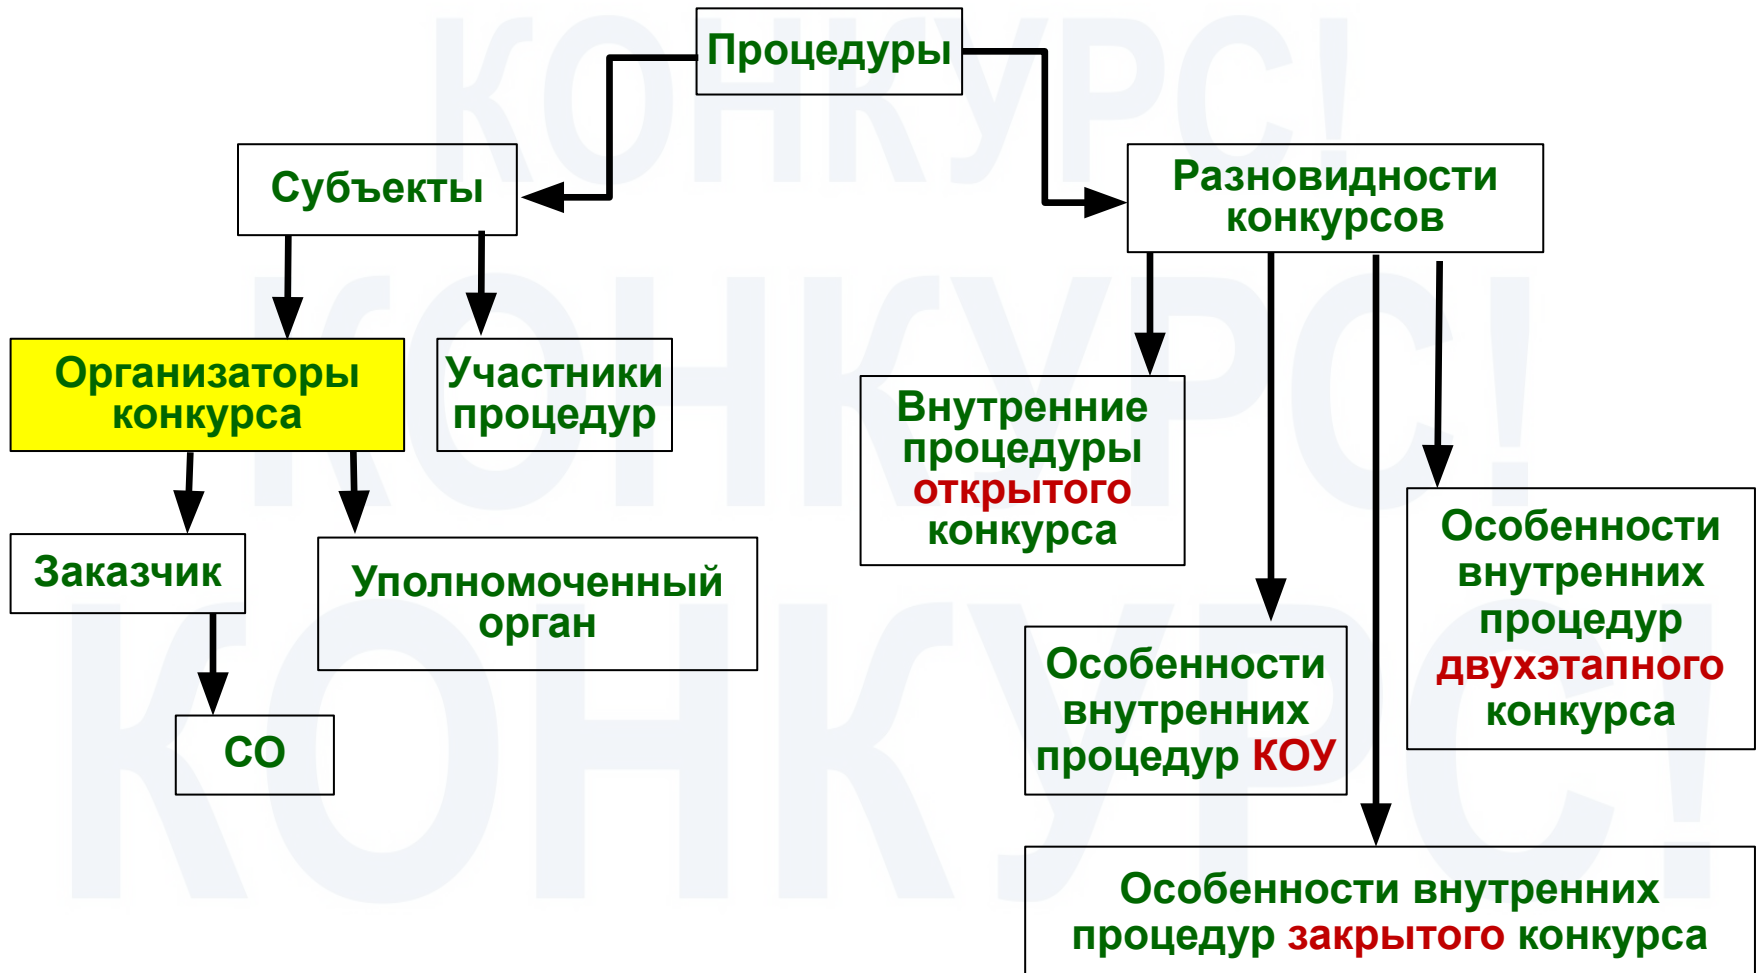 КОНКУРС!
КОНКУРС!
КОНКУРС!
Процедуры
Субъекты
Разновидности
конкурсов
Организаторы
конкурса
Участники
процедур
Заказчик
Уполномоченный
орган
СО
Внутренние
процедуры
открытого
конкурса
Особенности
внутренних
процедур КОУ
Особенности
внутренних
процедур
двухэтапного
конкурса
Особенности внутренних
процедур закрытого конкурса